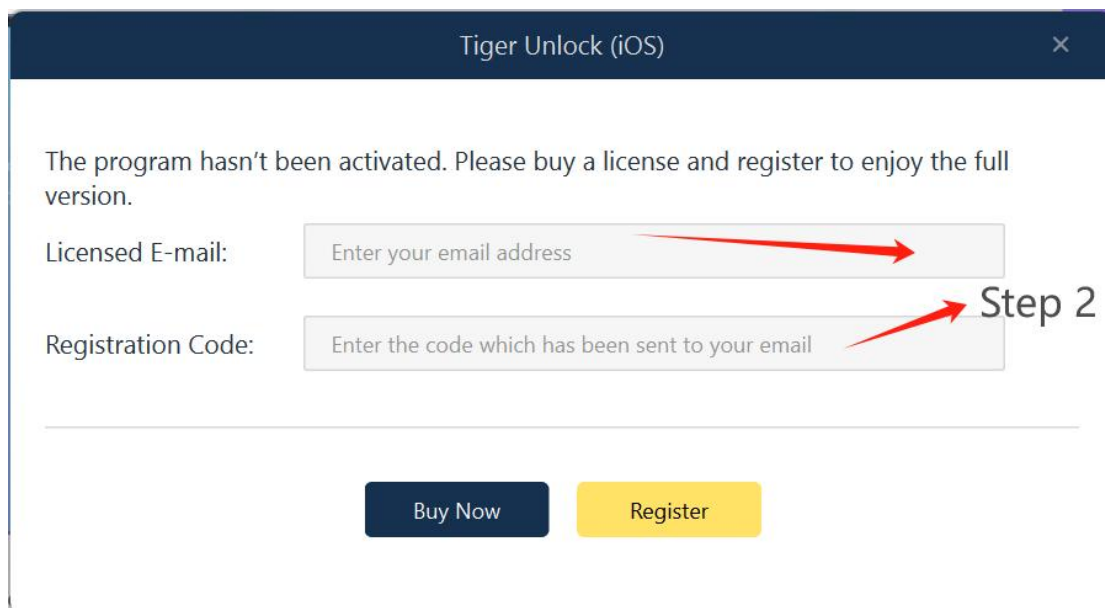 Tiger Unlock (iOS)
The program hasn’t been activated. Please buy a license and register to enjoy the full
version.
Licensed E-mail:
Enter your email address
Step 2
Registration Code:
Enter the code which has been sent to your email
Buy Now
Register